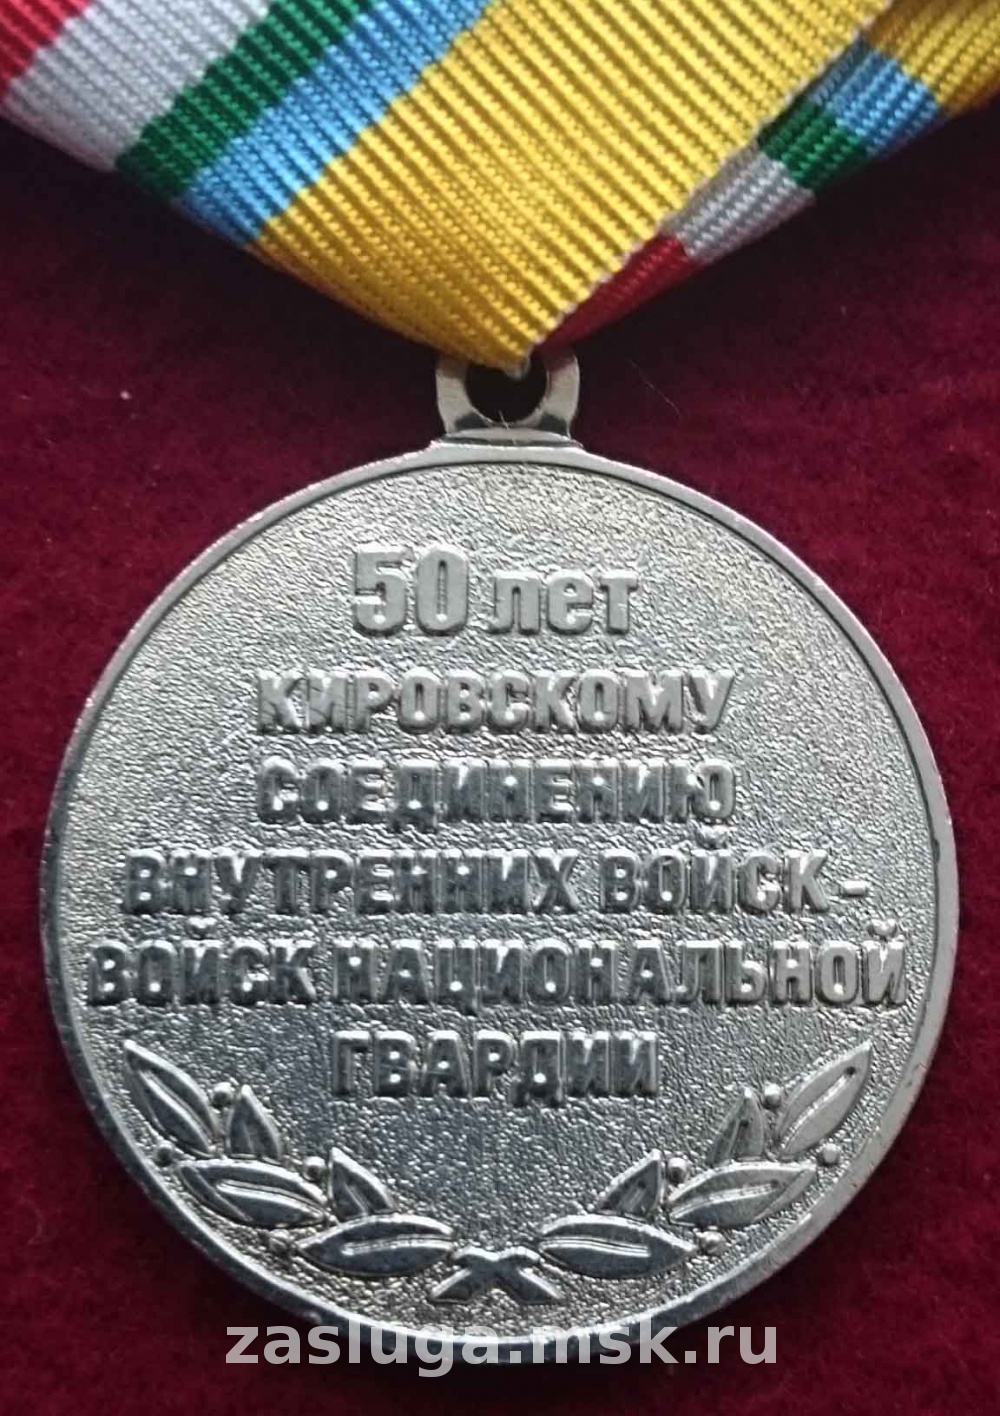 50 лет
КИРОВСКОМУ
СОЕДИНЕНИЮ
ВНУТРЕННИХ ВОЙСК-
ВОЙСК НАЦИОНАЛЬНОЙ
ГВАРДИИ
zasluga.msk.ru